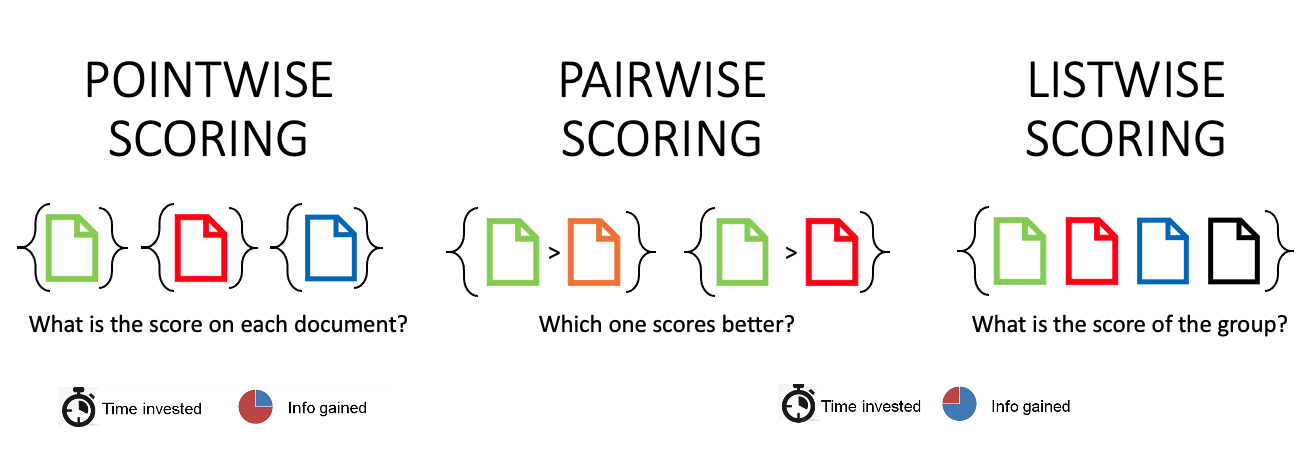 POINTWISE
SCORING
What is the score on each document?
Time invested
Info gained
PAIRWISE
SCORING
>
>
Which one scores better?
LISTWISE
SCORING
What is the score of the group?
Time invested
Info gained